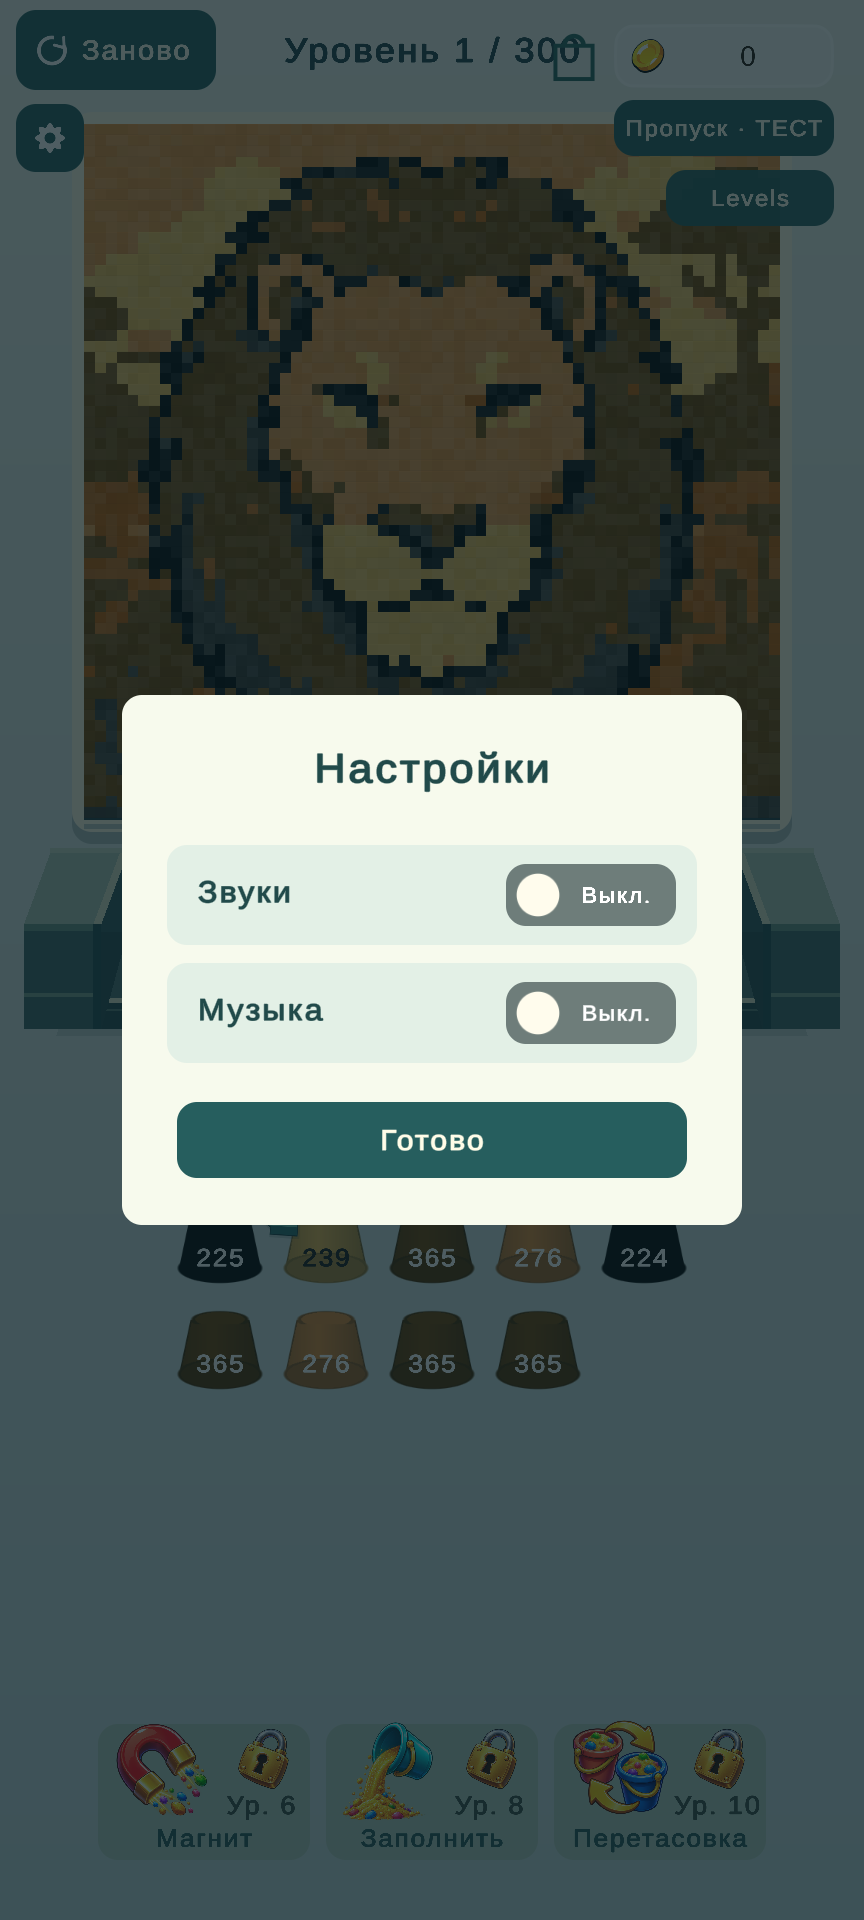 Заново
Уровень 1 / 300
0
Пропуск · ТЕСТ
Levels
Настройки
Звуки
Выкл.
Музыка
Выкл.
Готово
225 239 365 276 224
365 276 365 365
Ур. 6 Ур. 8 Ур. 10
Магнит Заполнить Перетасовка